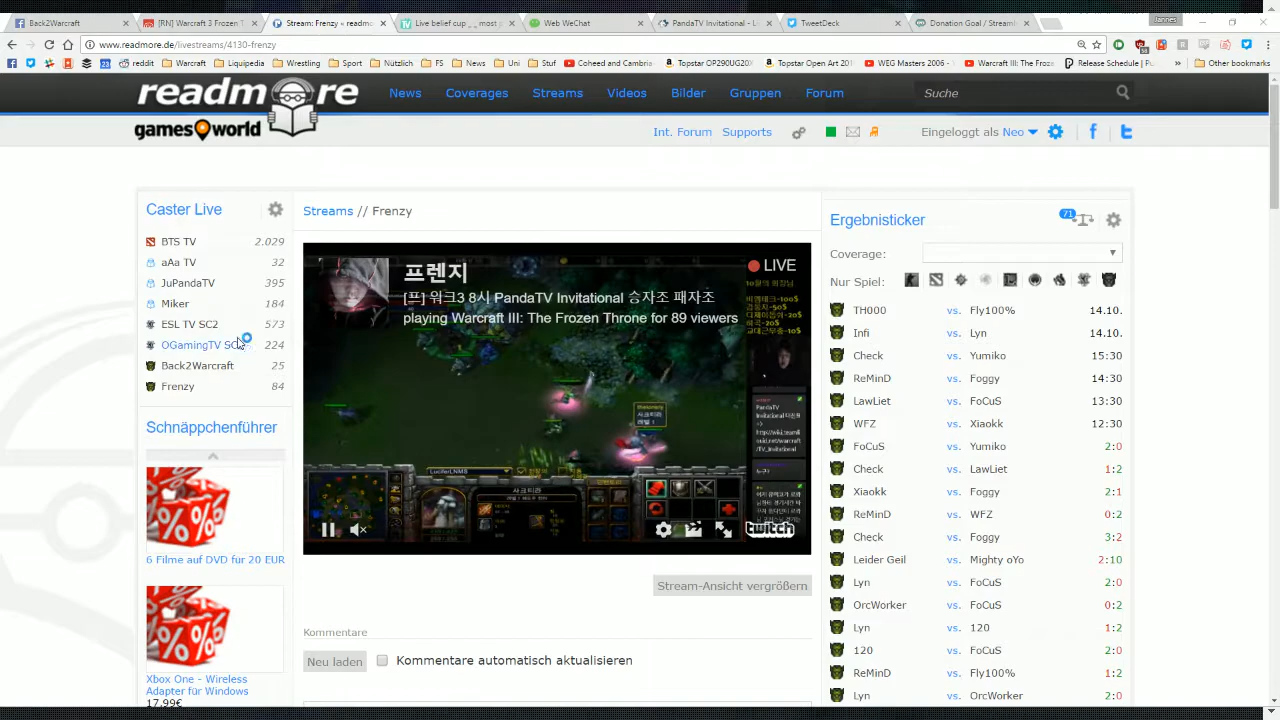 Back2Warcraft
[RN] Warcraft 3 Frozen T
Stream: Frenzy « readmo
Live belief cup _ _ most p
Web WeChat
PandaTV Invitational - L
TweetDeck
Donation Goal / Streaml
Jannes
www.readmore.de/livestreams/4130-frenzy
reddit
Warcraft
Liquipedia
Wrestling
Sport
Nützlich
FS
News
Uni
Stuf
Coheed and Cambria
Topstar DP290UG20
Topstar Open Art 201
WEG Masters 2006 - F
Warcraft III: The Froze
Release Schedule | Pu
Other bookmarks
readmore
games world
News
Coverages
Streams
Videos
Bilder
Gruppen
Forum
Suche
Int. Forum
Supports
Eingeloggt als Neo
Caster Live
BTS TV 2.029
aAa TV 32
JuPandaTV 395
Miker 184
ESL TV SC2 573
OGamingTV SC 224
Back2Warcraft 25
Frenzy 84
Schnäppchenführer
6 Filme auf DVD für 20 EUR
Xbox One - Wireless
Adapter für Windows
17,99€
Streams // Frenzy
프렌지
LIVE
[프] 워크3 8시 PandaTV Invitational 승자조 패자조
playing Warcraft III: The Frozen Throne for 89 viewers
PandaTV
Invitational
LuciferLNMS
twitch
Stream-Ansicht vergrößern
Kommentare
Neu laden
Kommentare automatisch aktualisieren
Ergebnisticker
71
Coverage:
Nur Spiel:
TH000 vs. Fly100% 14.10.
Infi vs. Lyn 14.10.
Check vs. Yumiko 15:30
ReMinD vs. Foggy 14:30
LawLiet vs. FoCuS 13:30
WFZ vs. Xiaokk 12:30
FoCuS vs. Yumiko 2:0
Check vs. LawLiet 1:2
Xiaokk vs. Foggy 2:1
ReMinD vs. WFZ 0:2
Check vs. Foggy 3:2
Leider Geil vs. Mighty oYo 2:10
Lyn vs. FoCuS 2:0
OrcWorker vs. FoCuS 0:2
Lyn vs. 120 1:2
120 vs. FoCuS 2:0
ReMinD vs. Fly100% 1:2
Lyn vs. OrcWorker 2:0